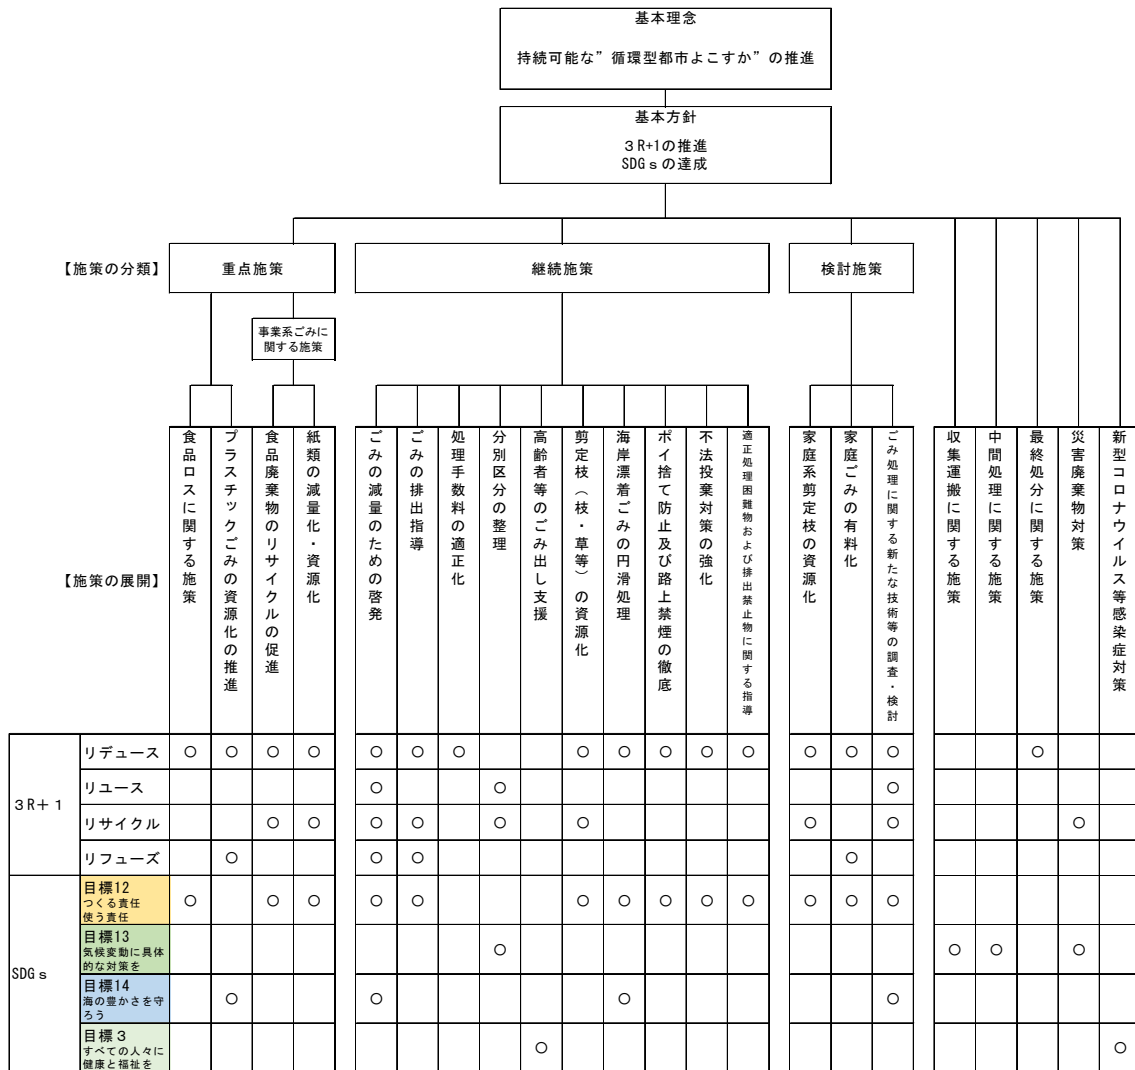 基本理念
持続可能な”循環型都市よこすか”の推進
基本方針
３R+1の推進
SDGｓの達成
【施策の分類】
重点施策
継続施策
検討施策
事業系ごみに
関する施策
【施策の展開】
食品ロスに関する施策
プラスチックごみの資源化の推進
食品廃棄物のリサイクルの促進
紙類の減量化・資源化
ごみの減量のための啓発
ごみの排出指導
処理手数料の適正化
分別区分の整理
高齢者等のごみ出し支援
剪定枝（枝・草等）の資源化
海岸漂着ごみの円滑処理
ポイ捨て防止及び路上禁煙の徹底
不法投棄対策の強化
適正処理困難物および排出禁止物に関する指導
家庭系剪定枝の資源化
家庭ごみの有料化
ごみ処理に関する新たな技術等の調査・検討
収集運搬に関する施策
中間処理に関する施策
最終処分に関する施策
災害廃棄物対策
新型コロナウイルス等感染症対策
３R＋１
リデュース ○ ○ ○ ○ ○ ○ ○ ○ ○ ○ ○ ○ ○ ○ ○ ○
リユース ○ ○ ○
リサイクル ○ ○ ○ ○ ○ ○ ○ ○ ○
リフューズ ○ ○ ○ ○
SDGｓ
目標12
つくる責任
使う責任
○ ○ ○ ○ ○ ○ ○ ○ ○ ○ ○ ○ ○
目標13
気候変動に具体
的な対策を
○ ○ ○ ○
目標14
海の豊かさを守
ろう
○ ○ ○ ○
目標３
すべての人々に
健康と福祉を
○ ○